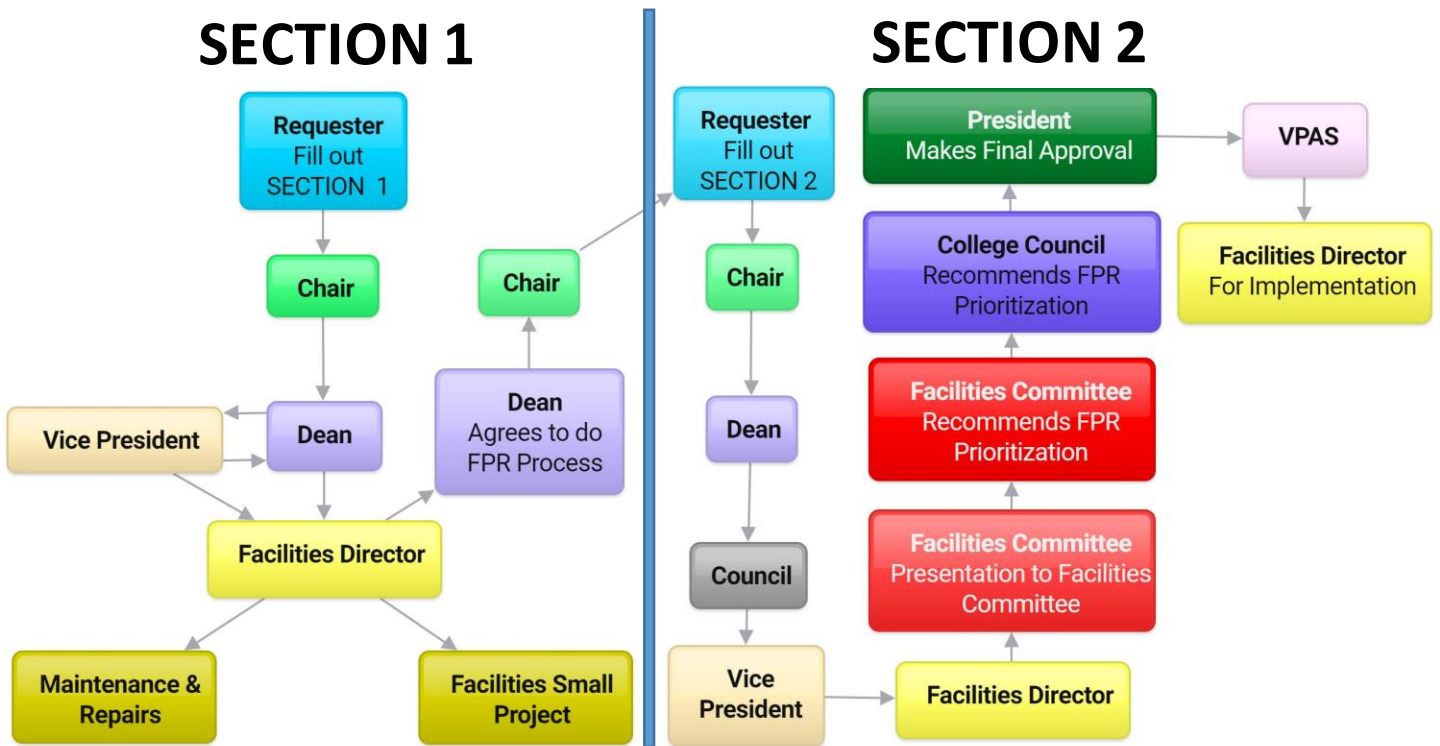 SECTION 1
Requester
Fill out
SECTION 1
Chair
Vice President
Dean
Facilities Director
Maintenance &
Repairs
Facilities Small
Project
Dean
Agrees to do
FPR Process
Chair
SECTION 2
Requester
Fill out
SECTION 2
Chair
Dean
Council
Vice
President
Facilities Director
Facilities Committee
Presentation to Facilities
Committee
Facilities Committee
Recommends FPR
Prioritization
College Council
Recommends FPR
Prioritization
President
Makes Final Approval
VPAS
Facilities Director
For Implementation